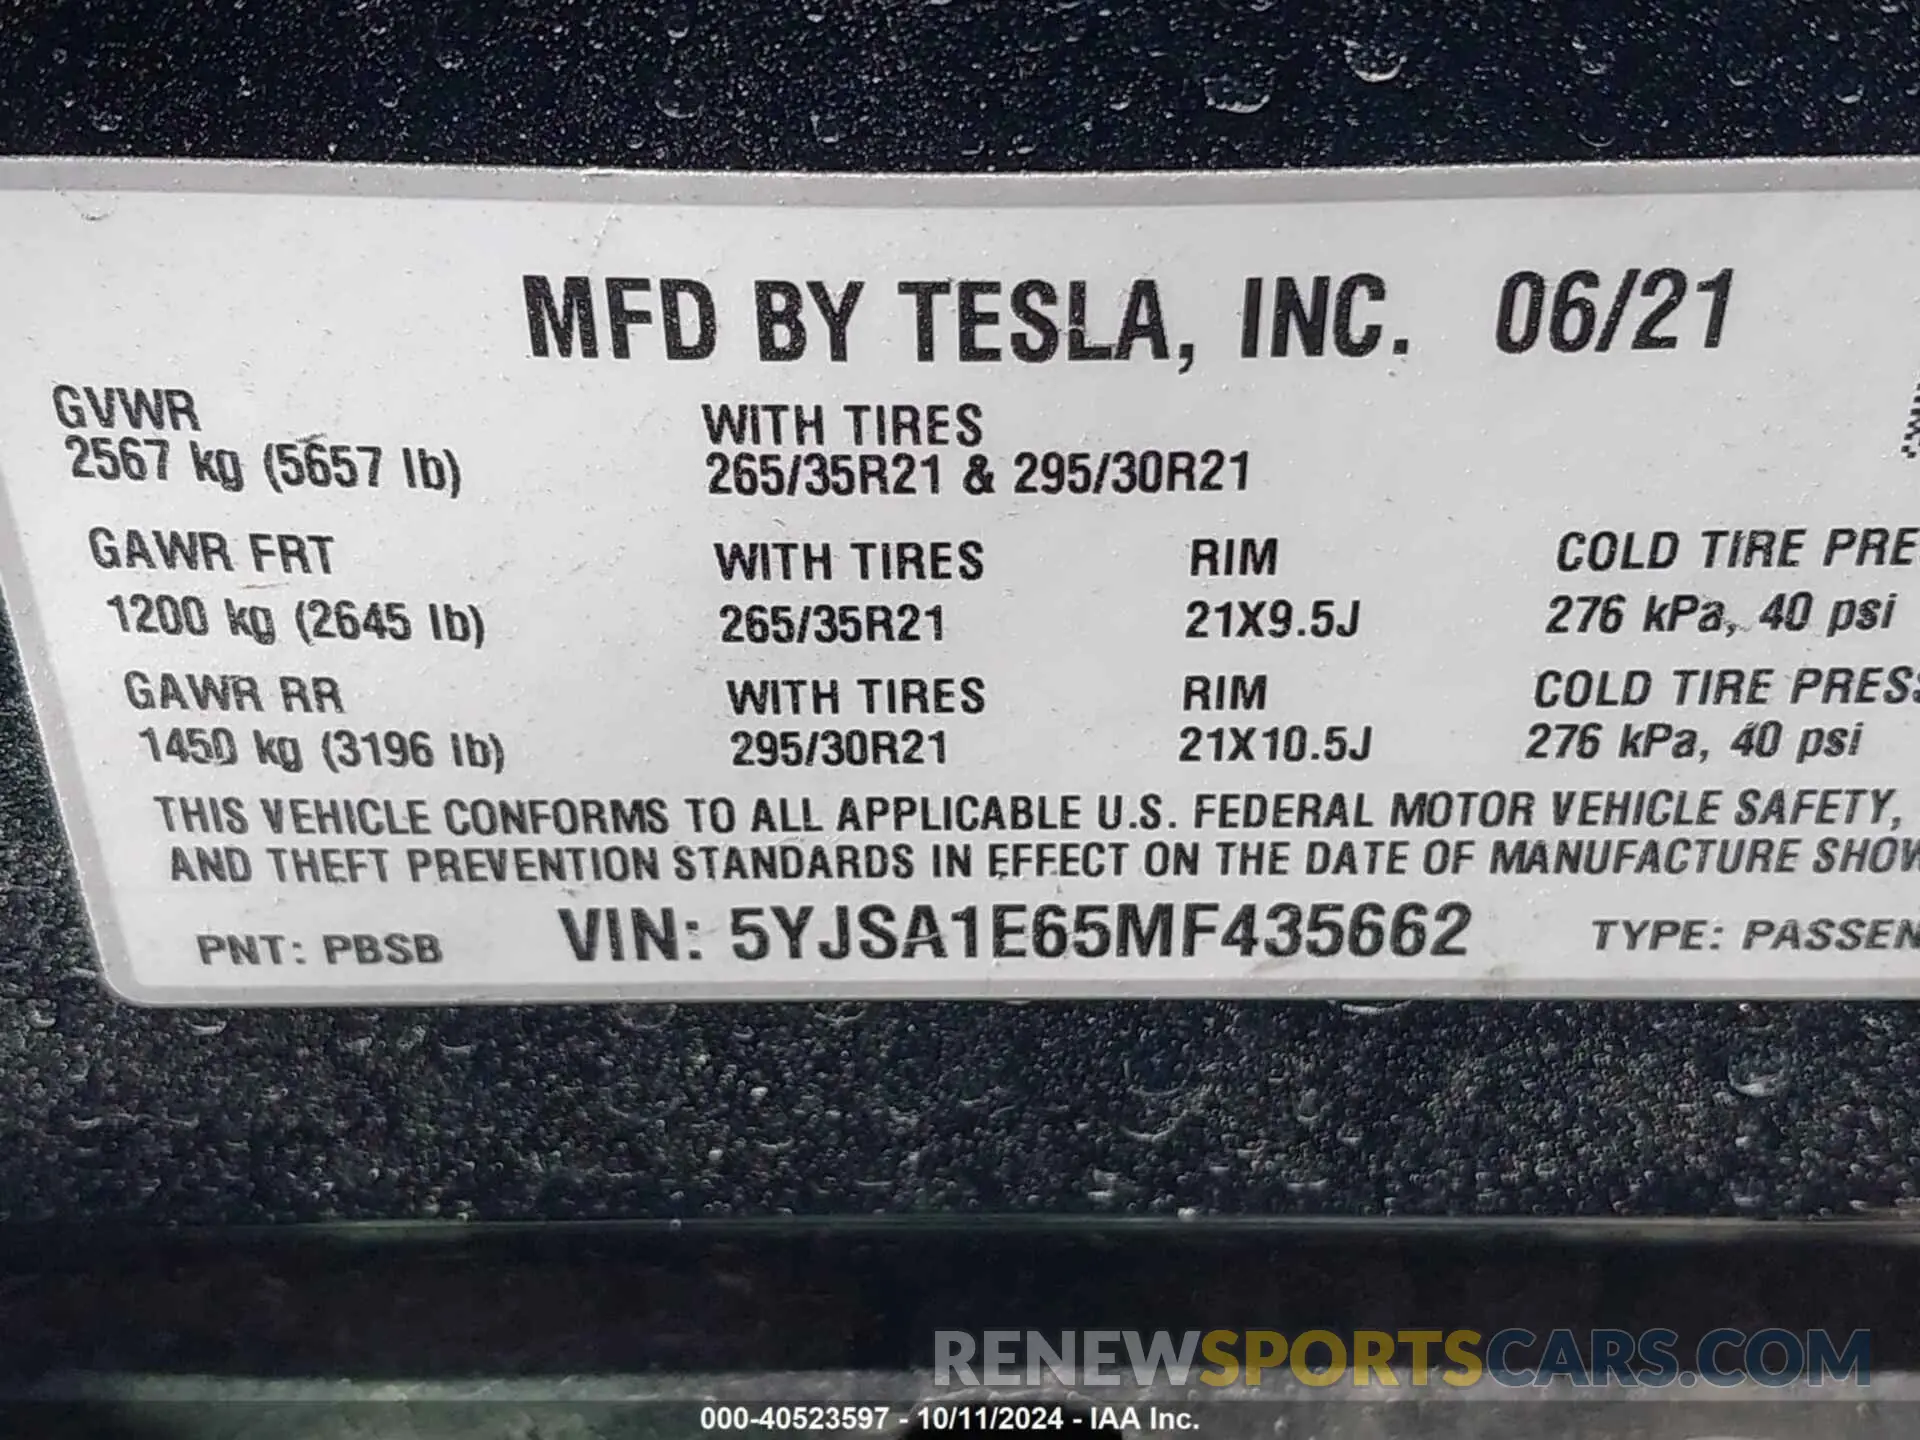 MFD BY TESLA, INC. 06/21
GVWR WITH TIRES
2567 kg (5657 lb) 265/35R21 & 295/30R21
GAWR FRT WITH TIRES RIM COLD TIRE PRE
1200 kg (2645 lb) 265/35R21 21X9.5J 276 kPa, 40 psi
GAWR RR WITH TIRES RIM COLD TIRE PRESS
1450 kg (3196 lb) 295/30R21 21X10.5J 276 kPa, 40 psi
THIS VEHICLE CONFORMS TO ALL APPLICABLE U.S. FEDERAL MOTOR VEHICLE SAFETY,
AND THEFT PREVENTION STANDARDS IN EFFECT ON THE DATE OF MANUFACTURE SHOW
PNT: PBSB VIN: 5YJSA1E65MF435662 TYPE: PASSEN
RENEWSPORTSCARS.COM
000-40523597 - 10/11/2024 - IAA Inc.